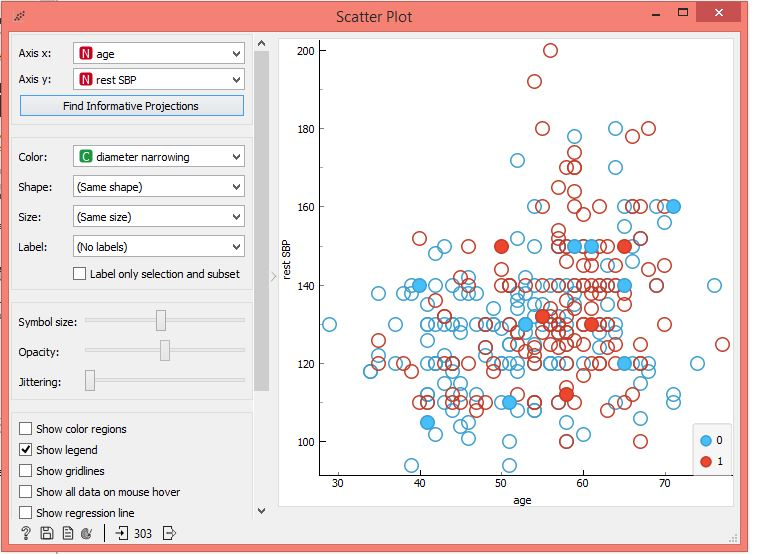 Scatter Plot
Axis x: N age
Axis y: N rest SBP
Find Informative Projections
Color: C diameter narrowing
Shape: (Same shape)
Size: (Same size)
Label: (No labels)
Label only selection and subset
Symbol size:
Opacity:
Jittering:
Show color regions
Show legend
Show gridlines
Show all data on mouse hover
Show regression line
? 303
rest SBP
200
180
160
140
120
100
30 40 50 60 70
age
0
1